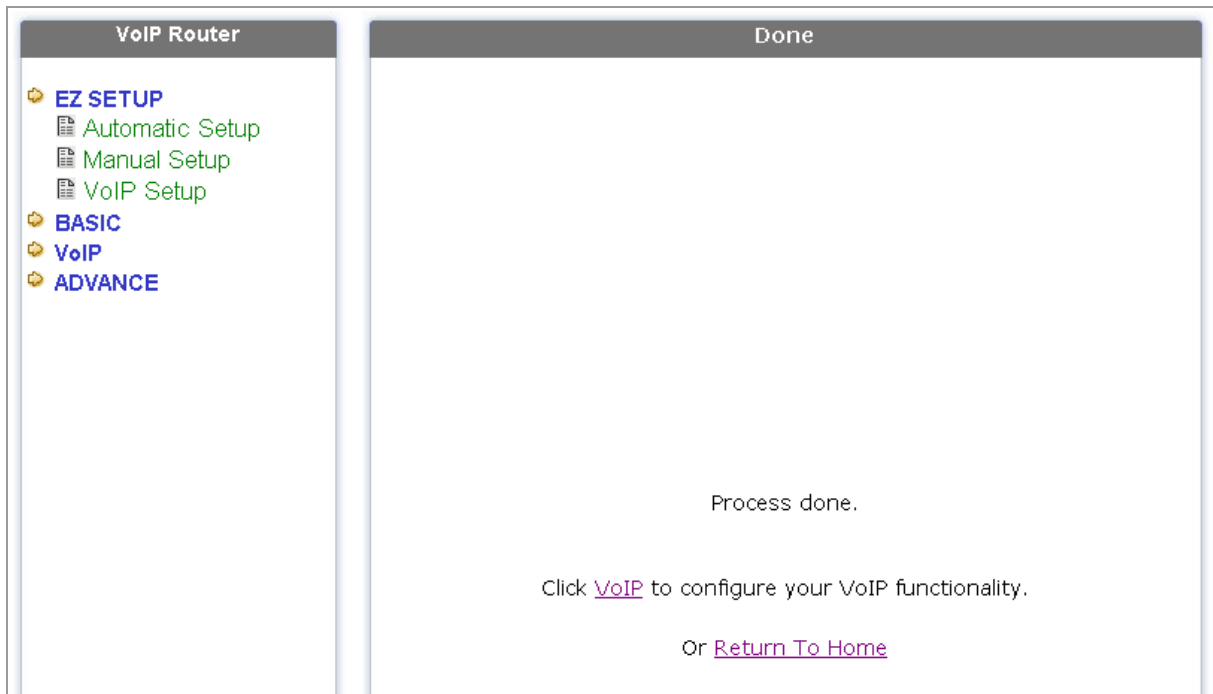 VoIP Router
EZ SETUP
Automatic Setup
Manual Setup
VoIP Setup
BASIC
VoIP
ADVANCE
Done
Process done.
Click VoIP to configure your VoIP functionality.
Or Return To Home